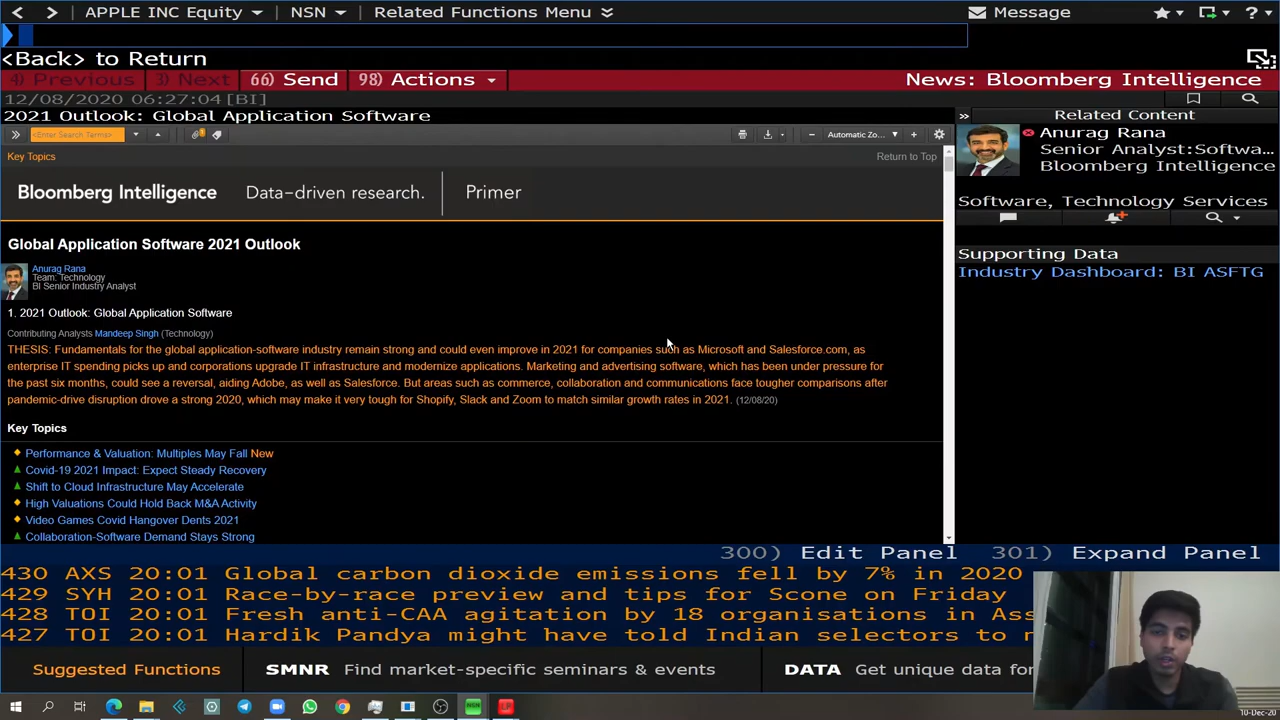 APPLE INC Equity NSN Related Functions Menu Message
<Back> to Return
4) Previous 3) Next 66) Send 98) Actions News: Bloomberg Intelligence
12/08/2020 06:27:04[BI]
2021 Outlook: Global Application Software Related Content
<Enter Search Terms> Automatic Zo... Anurag Rana
Senior Analyst:Softwa...
Key Topics Return to Top Bloomberg Intelligence
Bloomberg Intelligence Data-driven research. Primer
Software, Technology Services
Global Application Software 2021 Outlook Supporting Data
Anurag Rana Industry Dashboard: BI ASFTG
Team: Technology
BI Senior Industry Analyst
1. 2021 Outlook: Global Application Software
Contributing Analysts Mandeep Singh (Technology)
THESIS: Fundamentals for the global application-software industry remain strong and could even improve in 2021 for companies such as Microsoft and Salesforce.com, as
enterprise IT spending picks up and corporations upgrade IT infrastructure and modernize applications. Marketing and advertising software, which has been under pressure for
the past six months, could see a reversal, aiding Adobe, as well as Salesforce. But areas such as commerce, collaboration and communications face tougher comparisons after
pandemic-drive disruption drove a strong 2020, which may make it very tough for Shopify, Slack and Zoom to match similar growth rates in 2021. (12/08/20)
Key Topics
Performance & Valuation: Multiples May Fall New
Covid-19 2021 Impact: Expect Steady Recovery
Shift to Cloud Infrastructure May Accelerate
High Valuations Could Hold Back M&A Activity
Video Games Covid Hangover Dents 2021
Collaboration-Software Demand Stays Strong
300) Edit Panel 301) Expand Panel
430 AXS 20:01 Global carbon dioxide emissions fell by 7% in 2020
429 SYH 20:01 Race-by-race preview and tips for Scone on Friday
428 TOI 20:01 Fresh anti-CAA agitation by 18 organisations in Ass
427 TOI 20:01 Hardik Pandya might have told Indian selectors to r
Suggested Functions SMNR Find market-specific seminars & events DATA Get unique data for
10-Dec-20